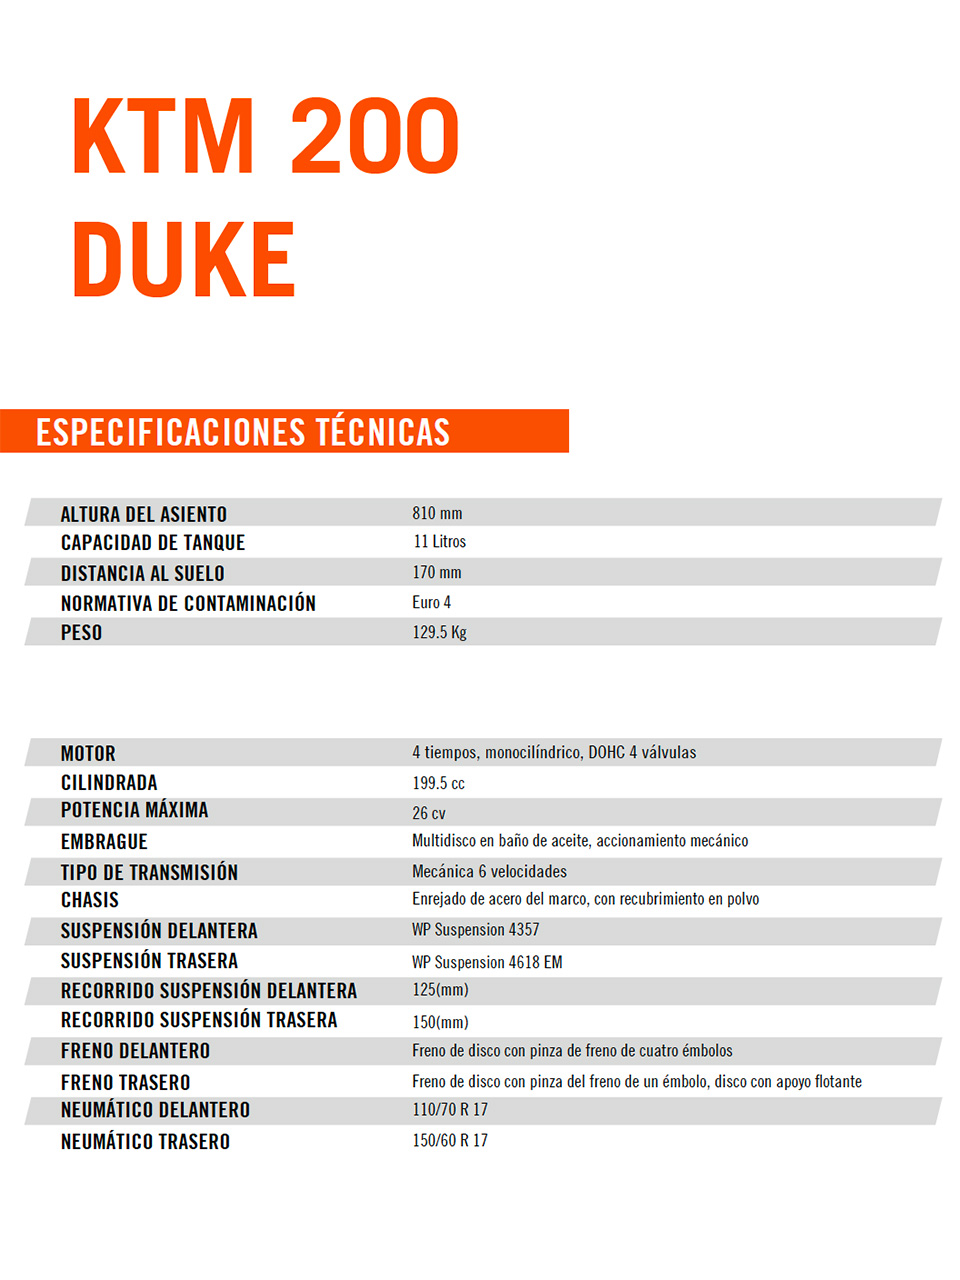 KTM 200
DUKE
ESPECIFICACIONES TÉCNICAS
ALTURA DEL ASIENTO 810 mm
CAPACIDAD DE TANQUE 11 Litros
DISTANCIA AL SUELO 170 mm
NORMATIVA DE CONTAMINACIÓN Euro 4
PESO 129.5 Kg
MOTOR 4 tiempos, monocilíndrico, DOHC 4 válvulas
CILINDRADA 199.5 cc
POTENCIA MÁXIMA 26 cv
EMBRAGUE Multidisco en baño de aceite, accionamiento mecánico
TIPO DE TRANSMISIÓN Mecánica 6 velocidades
CHASIS Enrejado de acero del marco, con recubrimiento en polvo
SUSPENSIÓN DELANTERA WP Suspension 4357
SUSPENSIÓN TRASERA WP Suspension 4618 EM
RECORRIDO SUSPENSIÓN DELANTERA 125(mm)
RECORRIDO SUSPENSIÓN TRASERA 150(mm)
FRENO DELANTERO Freno de disco con pinza de freno de cuatro émbolos
FRENO TRASERO Freno de disco con pinza del freno de un émbolo, disco con apoyo flotante
NEUMÁTICO DELANTERO 110/70 R 17
NEUMÁTICO TRASERO 150/60 R 17